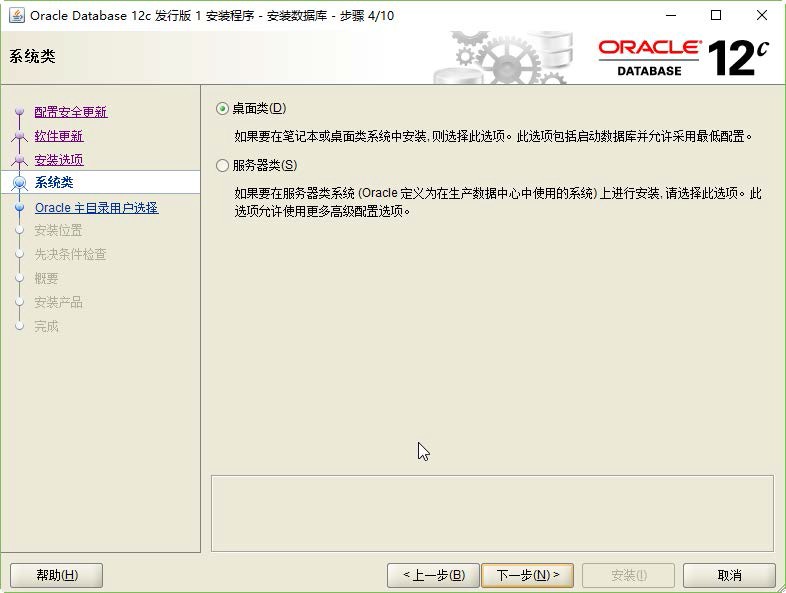 Oracle Database 12c 发行版 1 安装程序 - 安装数据库 - 步骤 4/10
系统类
ORACLE®
DATABASE
12c
配置安全更新
软件更新
安装选项
系统类
Oracle 主目录用户选择
安装位置
先决条件检查
概要
安装产品
完成
桌面类(D)
如果要在笔记本或桌面类系统中安装, 则选择此选项。此选项包括启动数据库并允许采用最低配置。
服务器类(S)
如果要在服务器类系统 (Oracle 定义为在生产数据中心中使用的系统) 上进行安装, 请选择此选项。此
选项允许使用更多高级配置选项。
帮助(H)
< 上一步(B)
下一步(N) >
安装(I)
取消